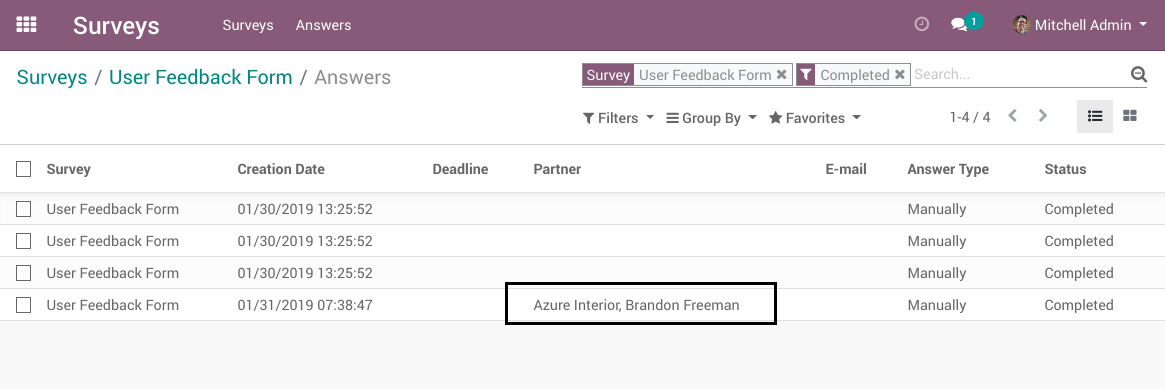 Surveys Surveys Answers 1 Mitchell Admin
Surveys / User Feedback Form / Answers Survey User Feedback Form Completed Search...
Filters Group By Favorites 1-4 / 4
Survey Creation Date Deadline Partner E-mail Answer Type Status
User Feedback Form 01/30/2019 13:25:52 Manually Completed
User Feedback Form 01/30/2019 13:25:52 Manually Completed
User Feedback Form 01/30/2019 13:25:52 Manually Completed
User Feedback Form 01/31/2019 07:38:47 Azure Interior, Brandon Freeman Manually Completed